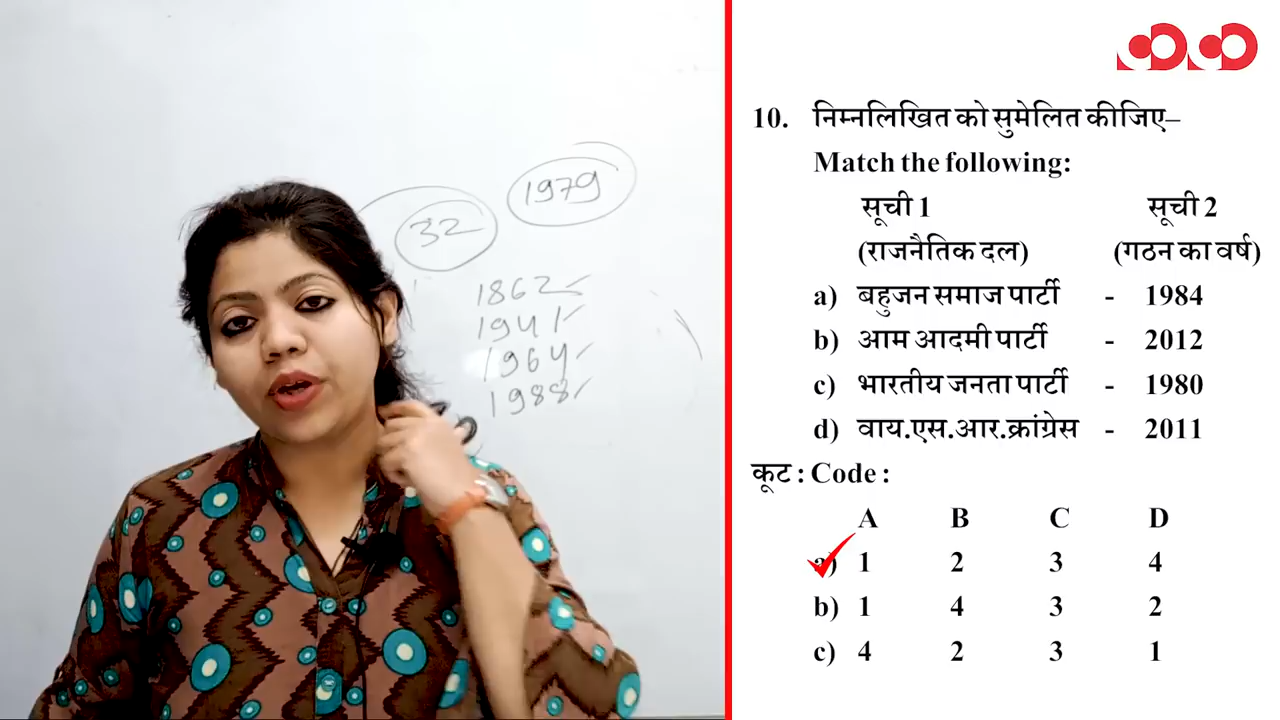 1979
32
1862
1941
1964
1988
10. निम्नलिखित को सुमेलित कीजिए–
Match the following:
सूची 1 सूची 2
(राजनैतिक दल) (गठन का वर्ष)
a) बहुजन समाज पार्टी - 1984
b) आम आदमी पार्टी - 2012
c) भारतीय जनता पार्टी - 1980
d) वाय.एस.आर.क्रांग्रेस - 2011
कूट : Code :
A B C D
a) 1 2 3 4
b) 1 4 3 2
c) 4 2 3 1